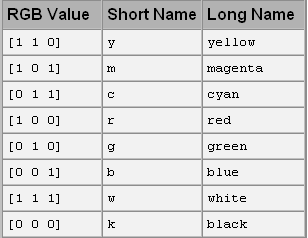 RGB Value Short Name Long Name
[1 1 0] y yellow
[1 0 1] m magenta
[0 1 1] c cyan
[1 0 0] r red
[0 1 0] g green
[0 0 1] b blue
[1 1 1] w white
[0 0 0] k black